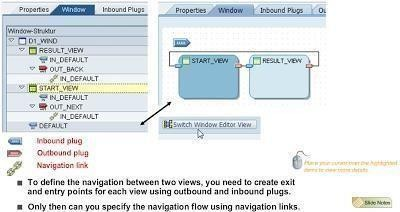 Properties Window Inbound Plugs
Window-Struktur
D1_WIND
RESULT_VIEW
IN_DEFAULT
OUT_BACK
IN_DEFAULT
START_VIEW
IN_DEFAULT
OUT_NEXT
IN_DEFAULT
DEFAULT
Properties Window Inbound Plugs
START_VIEW RESULT_VIEW
Switch Window Editor View
Inbound plug
Outbound plug
Navigation link
Place your cursor over the highlighted
items to view more details.
To define the navigation between two views, you need to create exit
and entry points for each view using outbound and inbound plugs.
Only then can you specify the navigation flow using navigation links.
Slide Notes